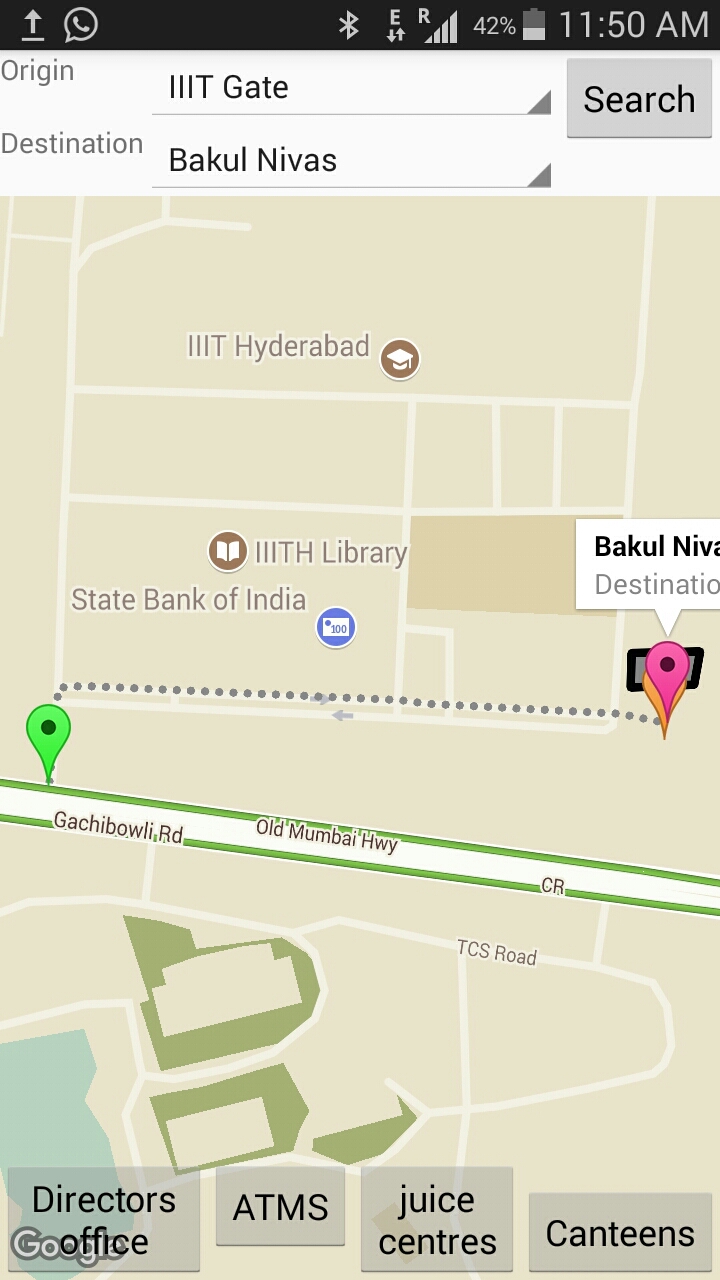 E R 42% 11:50 AM
Origin IIIT Gate Search
Destination Bakul Nivas
IIIT Hyderabad
Bakul Niva
IIITH Library
Destinatio
State Bank of India
100
Gachibowli Rd
Old Mumbai Hwy
CR
TCS Road
Directors
office
ATMS
juice
centres
Canteens
Google